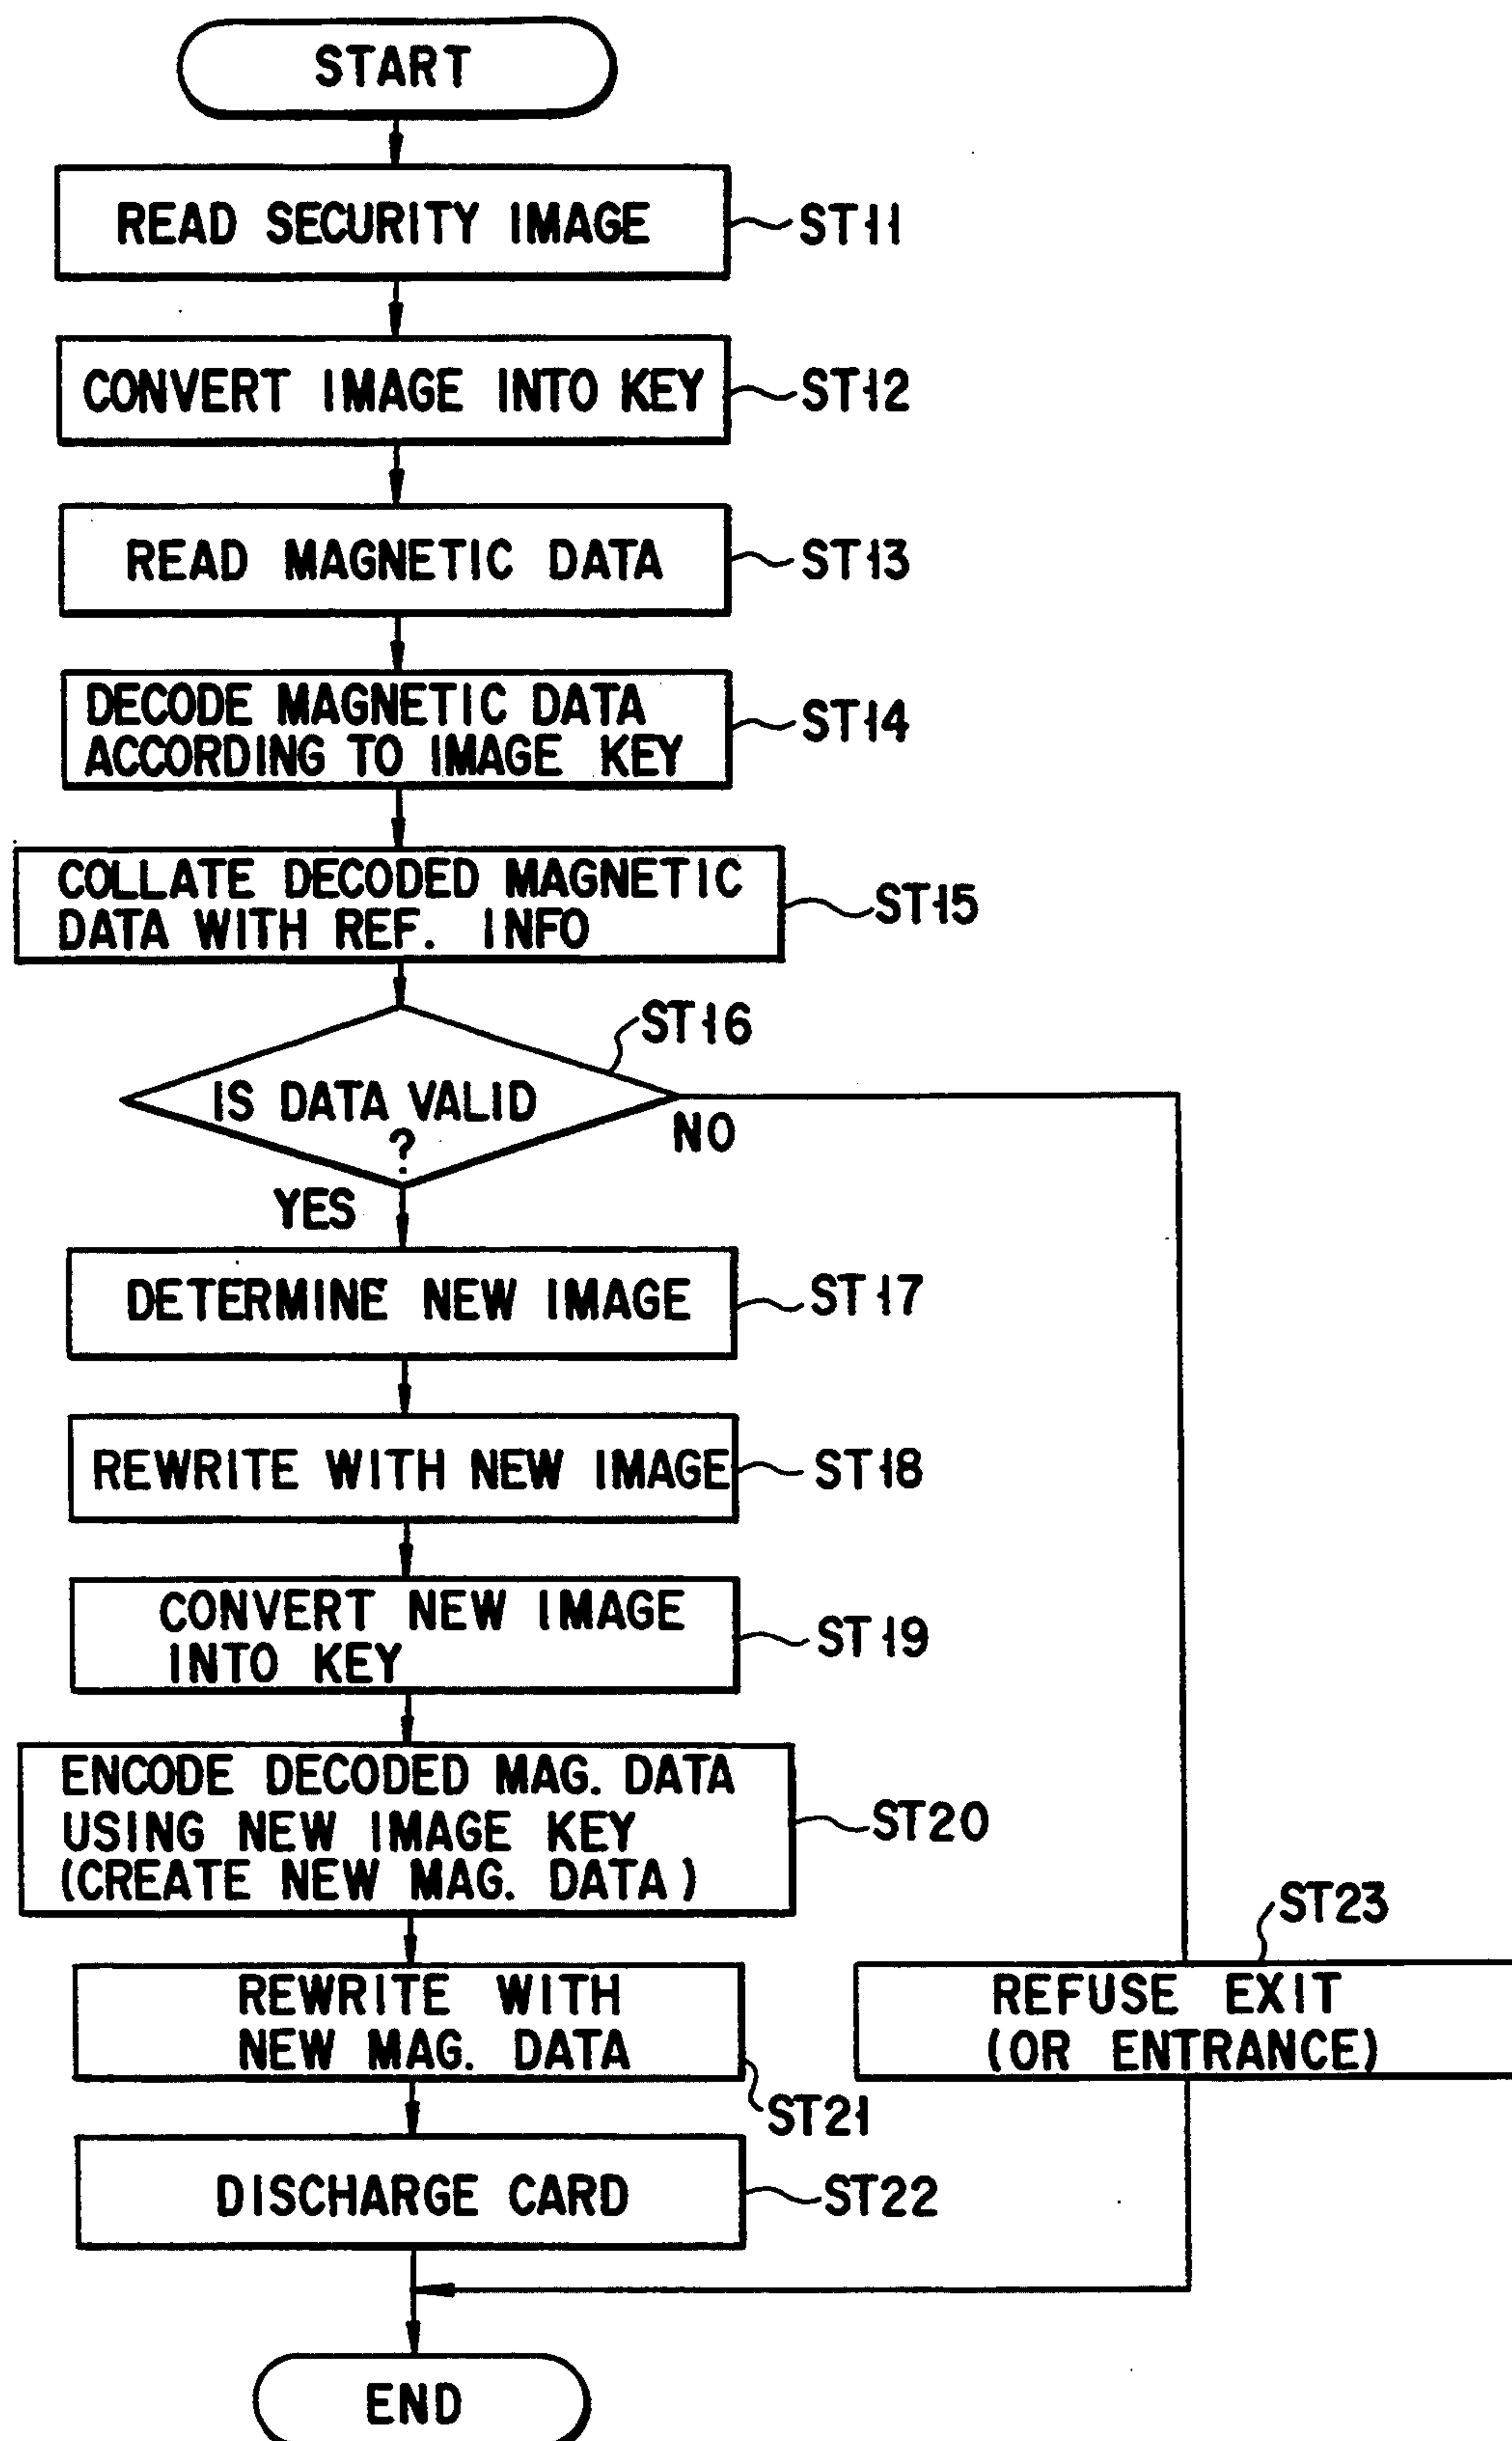 START
READ SECURITY IMAGE
ST11
CONVERT IMAGE INTO KEY
ST12
READ MAGNETIC DATA
ST13
DECODE MAGNETIC DATA
ACCORDING TO IMAGE KEY
ST14
COLLATE DECODED MAGNETIC
DATA WITH REF. INFO
ST15
ST16
IS DATA VALID
?
NO
YES
DETERMINE NEW IMAGE
ST17
REWRITE WITH NEW IMAGE
ST18
CONVERT NEW IMAGE
INTO KEY
ST19
ENCODE DECODED MAG. DATA
USING NEW IMAGE KEY
(CREATE NEW MAG. DATA)
ST20
REWRITE WITH
NEW MAG. DATA
ST21
ST23
REFUSE EXIT
(OR ENTRANCE)
DISCHARGE CARD
ST22
END